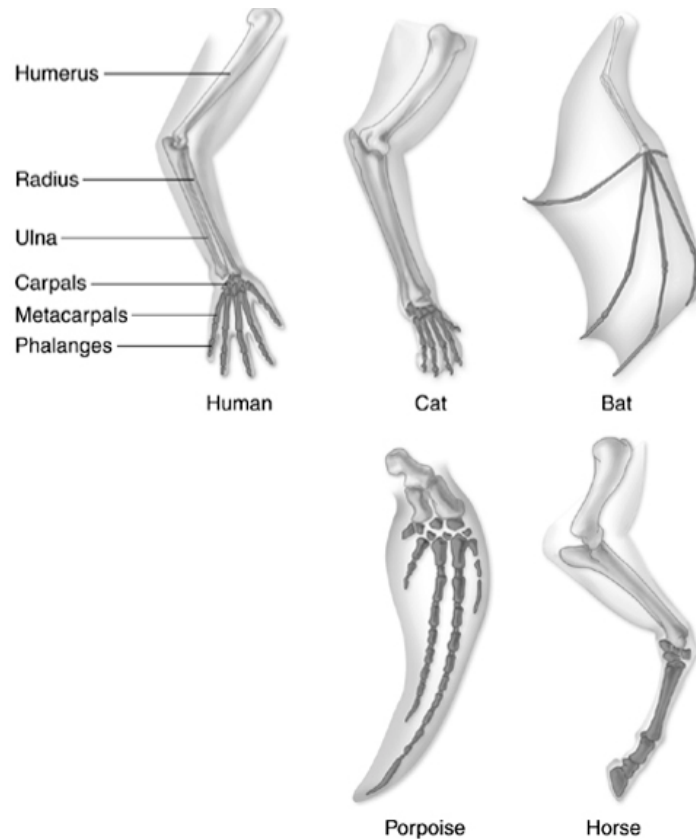 Humerus
Radius
Ulna
Carpals
Metacarpals
Phalanges
Human
Cat
Bat
Porpoise
Horse